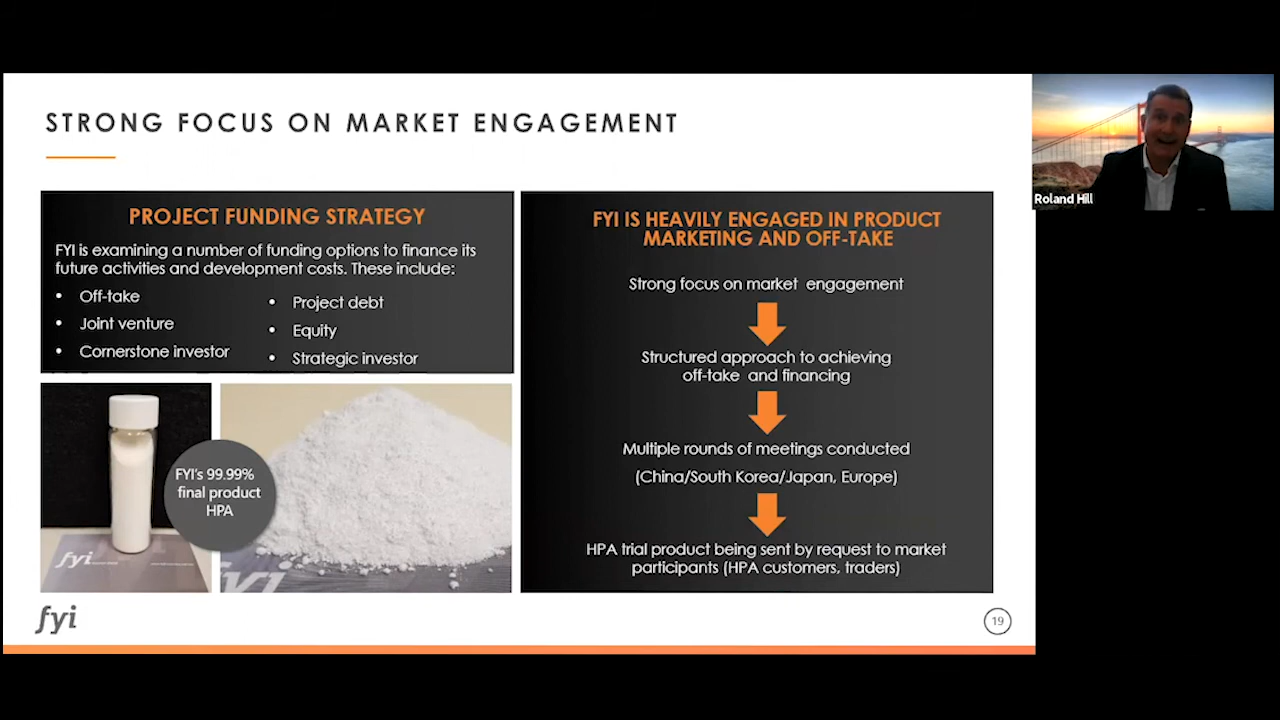 STRONG FOCUS ON MARKET ENGAGEMENT
PROJECT FUNDING STRATEGY
FYI is examining a number of funding options to finance its
future activities and development costs. These include:
• Off-take
• Joint venture
• Cornerstone investor
• Project debt
• Equity
• Strategic investor
FYI's 99.99%
final product
HPA
fyi
fyi
fyi
FYI IS HEAVILY ENGAGED IN PRODUCT
MARKETING AND OFF-TAKE
Strong focus on market engagement
Structured approach to achieving
off-take and financing
Multiple rounds of meetings conducted
(China/South Korea/Japan, Europe)
HPA trial product being sent by request to market
participants (HPA customers, traders)
19
Roland Hill